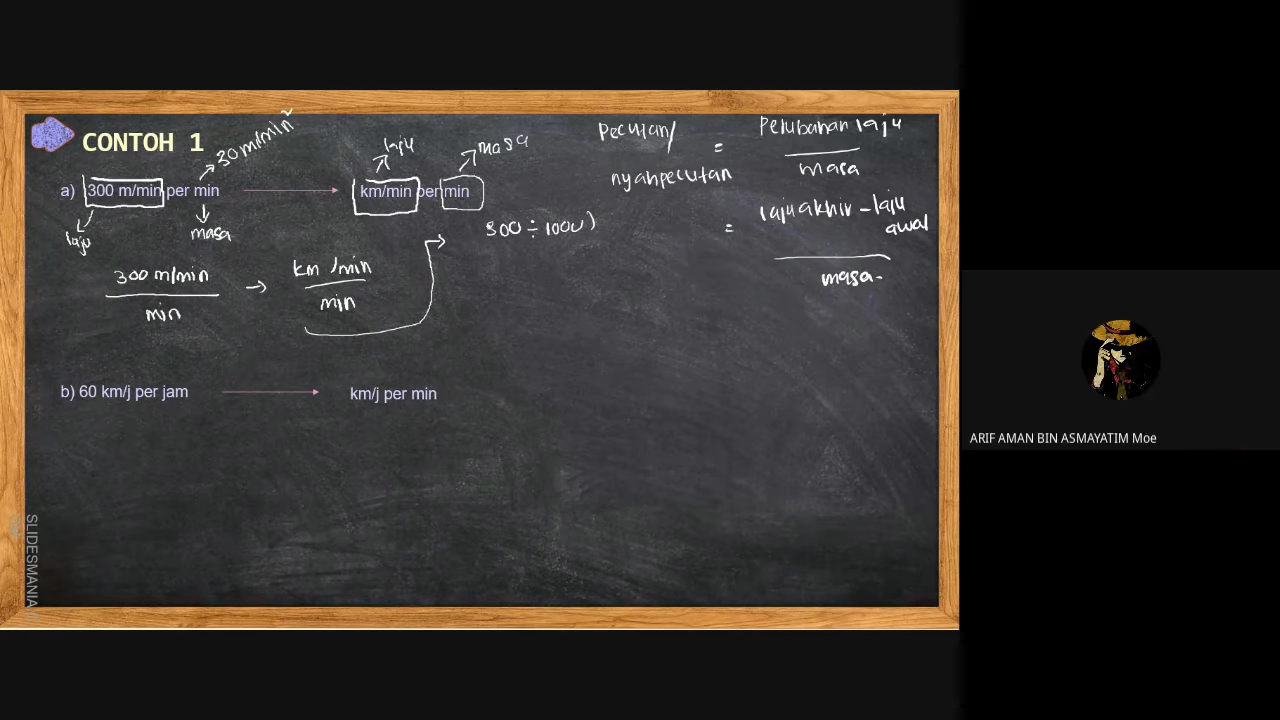 CONTOH 1
30 m/min²
a) 300 m/min per min
laju
masa
km/min per min
laju
masa
300 m/min
min
→
km /min
min
300 ÷ 1000)
Pecutan/
nyahpecutan
=
Perubahan laju
masa
=
laju akhir - laju
awal
masa.
b) 60 km/j per jam
km/j per min
SLIDESMANIA
ARIF AMAN BIN ASMAYATIM Moe